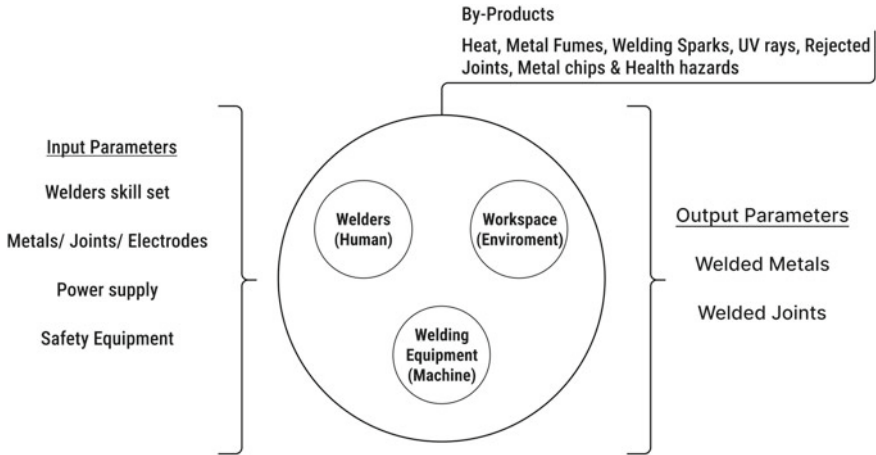 By-Products
Heat, Metal Fumes, Welding Sparks, UV rays, Rejected
Joints, Metal chips & Health hazards
Input Parameters
Welders skill set
Metals/ Joints/ Electrodes
Power supply
Safety Equipment
Welders
(Human)
Workspace
(Enviroment)
Welding
Equipment
(Machine)
Output Parameters
Welded Metals
Welded Joints